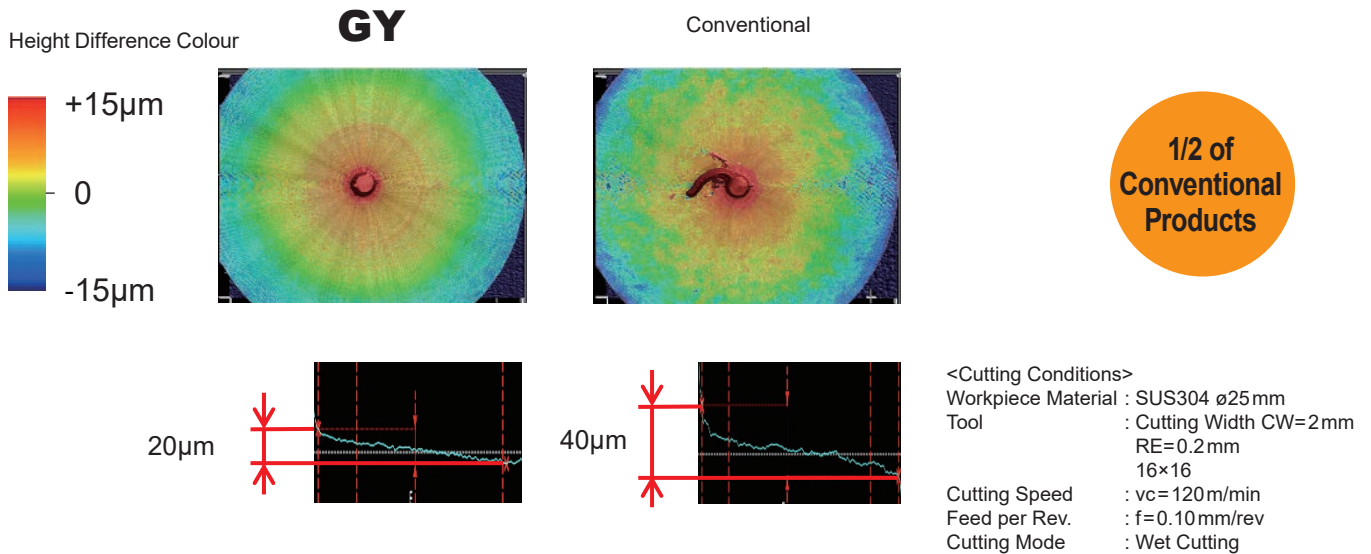 Height Difference Colour
GY
Conventional
+15µm
0
-15µm
1/2 of
Conventional
Products
20µm
40µm
<Cutting Conditions>
Workpiece Material : SUS304 ø25mm
Tool : Cutting Width CW=2mm
RE=0.2mm
16×16
Cutting Speed : vc=120m/min
Feed per Rev. : f=0.10mm/rev
Cutting Mode : Wet Cutting